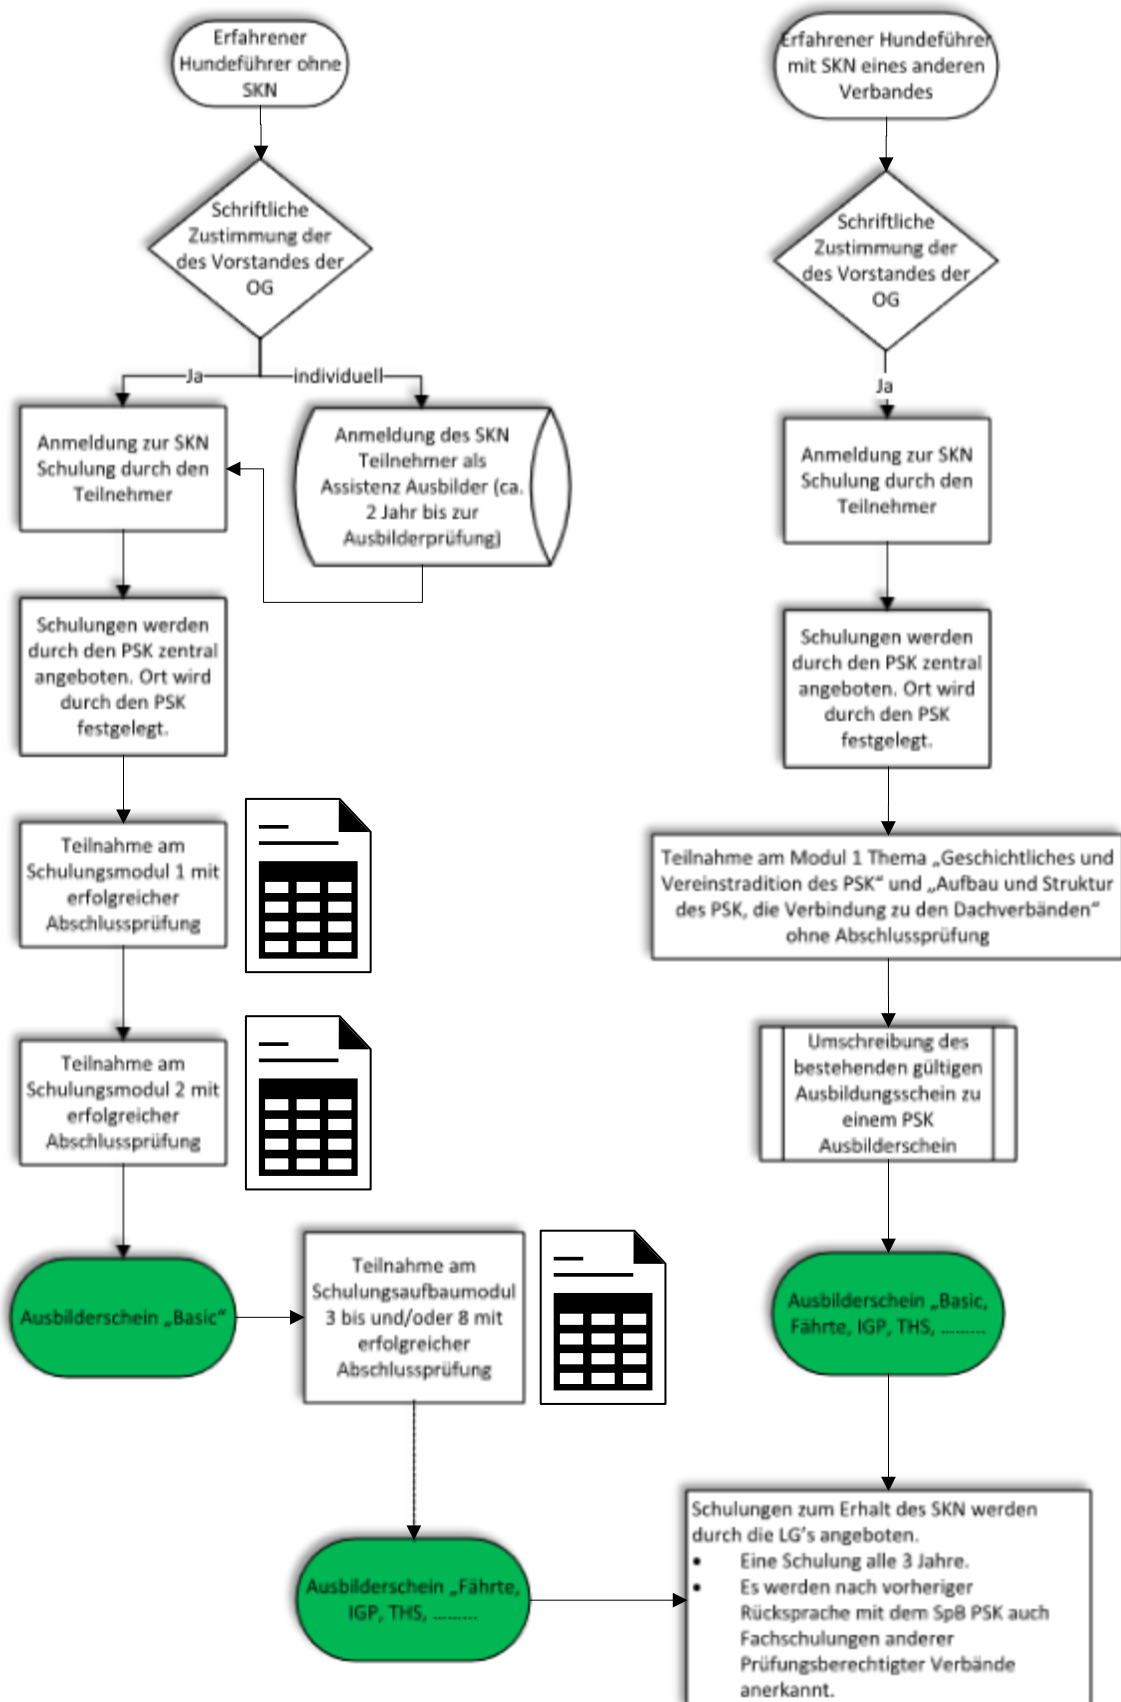 Erfahrener
Hundeführer ohne
SKN
Schriftliche
Zustimmung der
des Vorstandes der
OG
Ja
individuell
Anmeldung zur SKN
Schulung durch den
Teilnehmer
Anmeldung des SKN
Teilnehmer als
Assistenz Ausbilder (ca.
2 Jahr bis zur
Ausbilderprüfung)
Schulungen werden
durch den PSK zentral
angeboten. Ort wird
durch den PSK
festgelegt.
Teilnahme am
Schulungsmodul 1 mit
erfolgreicher
Abschlussprüfung
Teilnahme am
Schulungsmodul 2 mit
erfolgreicher
Abschlussprüfung
Ausbilderschein „Basic“
Teilnahme am
Schulungsaufbaumodul
3 bis und/oder 8 mit
erfolgreicher
Abschlussprüfung
Ausbilderschein „Fährte,
IGP, THS, ..........
Erfahrener Hundeführer
mit SKN eines anderen
Verbandes
Schriftliche
Zustimmung der
des Vorstandes der
OG
Ja
Anmeldung zur SKN
Schulung durch den
Teilnehmer
Schulungen werden
durch den PSK zentral
angeboten. Ort wird
durch den PSK
festgelegt.
Teilnahme am Modul 1 Thema „Geschichtliches und
Vereinstradition des PSK“ und „Aufbau und Struktur
des PSK, die Verbindung zu den Dachverbänden“
ohne Abschlussprüfung
Umschreibung des
bestehenden gültigen
Ausbildungsschein zu
einem PSK
Ausbilderschein
Ausbilderschein „Basic,
Fährte, IGP, THS, ..........
Schulungen zum Erhalt des SKN werden
durch die LG's angeboten.
• Eine Schulung alle 3 Jahre.
• Es werden nach vorheriger
Rücksprache mit dem SpB PSK auch
Fachschulungen anderer
Prüfungsberechtigter Verbände
anerkannt.